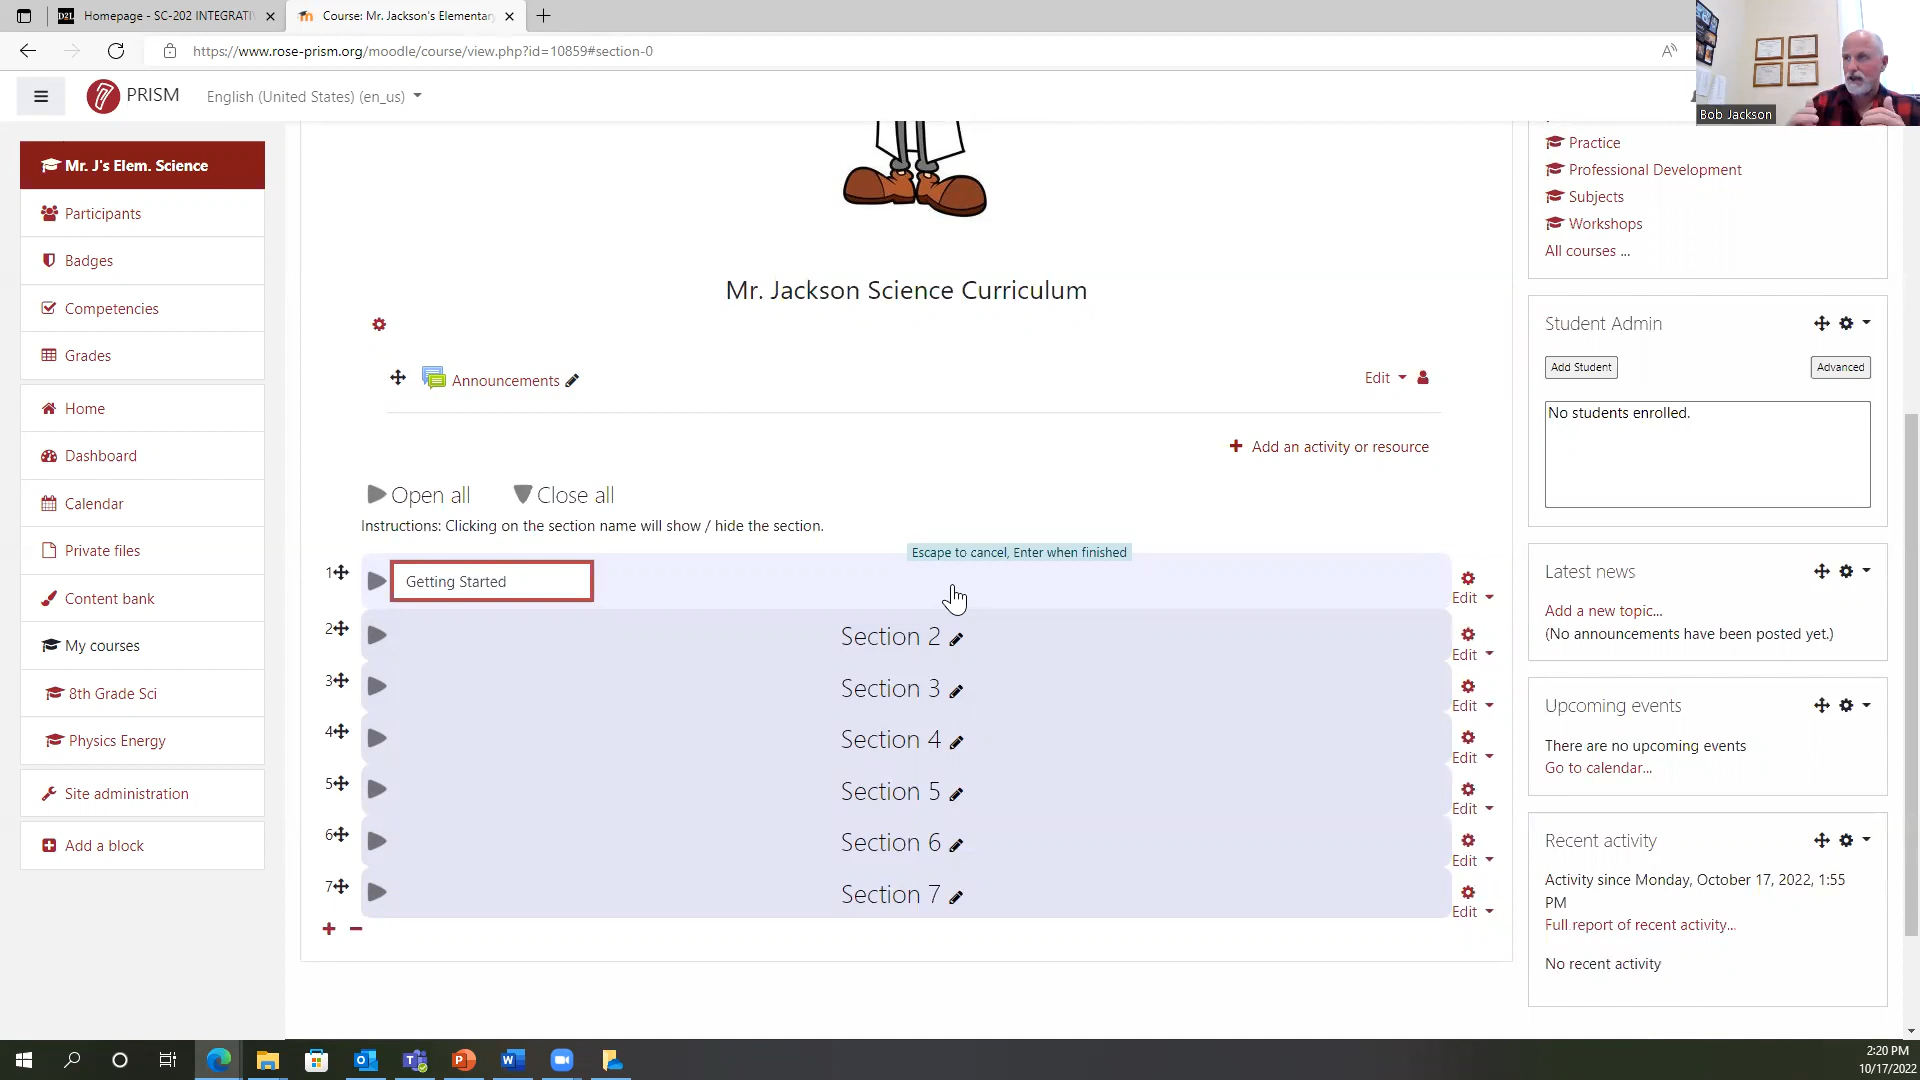 Homepage - SC-202 INTEGRATI
Course: Mr. Jackson's Elementar
https://www.rose-prism.org/moodle/course/view.php?id=10859#section-0
PRISM
English (United States) (en_us)
Bob Jackson
Mr. J's Elem. Science
Participants
Badges
Competencies
Grades
Home
Dashboard
Calendar
Private files
Content bank
My courses
8th Grade Sci
Physics Energy
Site administration
Add a block
Mr. Jackson Science Curriculum
Announcements
Edit
Add an activity or resource
Open all
Close all
Instructions: Clicking on the section name will show / hide the section.
Escape to cancel, Enter when finished
1
Getting Started
Edit
2
Section 2
Edit
3
Section 3
Edit
4
Section 4
Edit
5
Section 5
Edit
6
Section 6
Edit
7
Section 7
Edit
Practice
Professional Development
Subjects
Workshops
All courses ...
Student Admin
Add Student
Advanced
No students enrolled.
Latest news
Add a new topic...
(No announcements have been posted yet.)
Upcoming events
There are no upcoming events
Go to calendar...
Recent activity
Activity since Monday, October 17, 2022, 1:55
PM
Full report of recent activity...
No recent activity
2:20 PM
10/17/2022